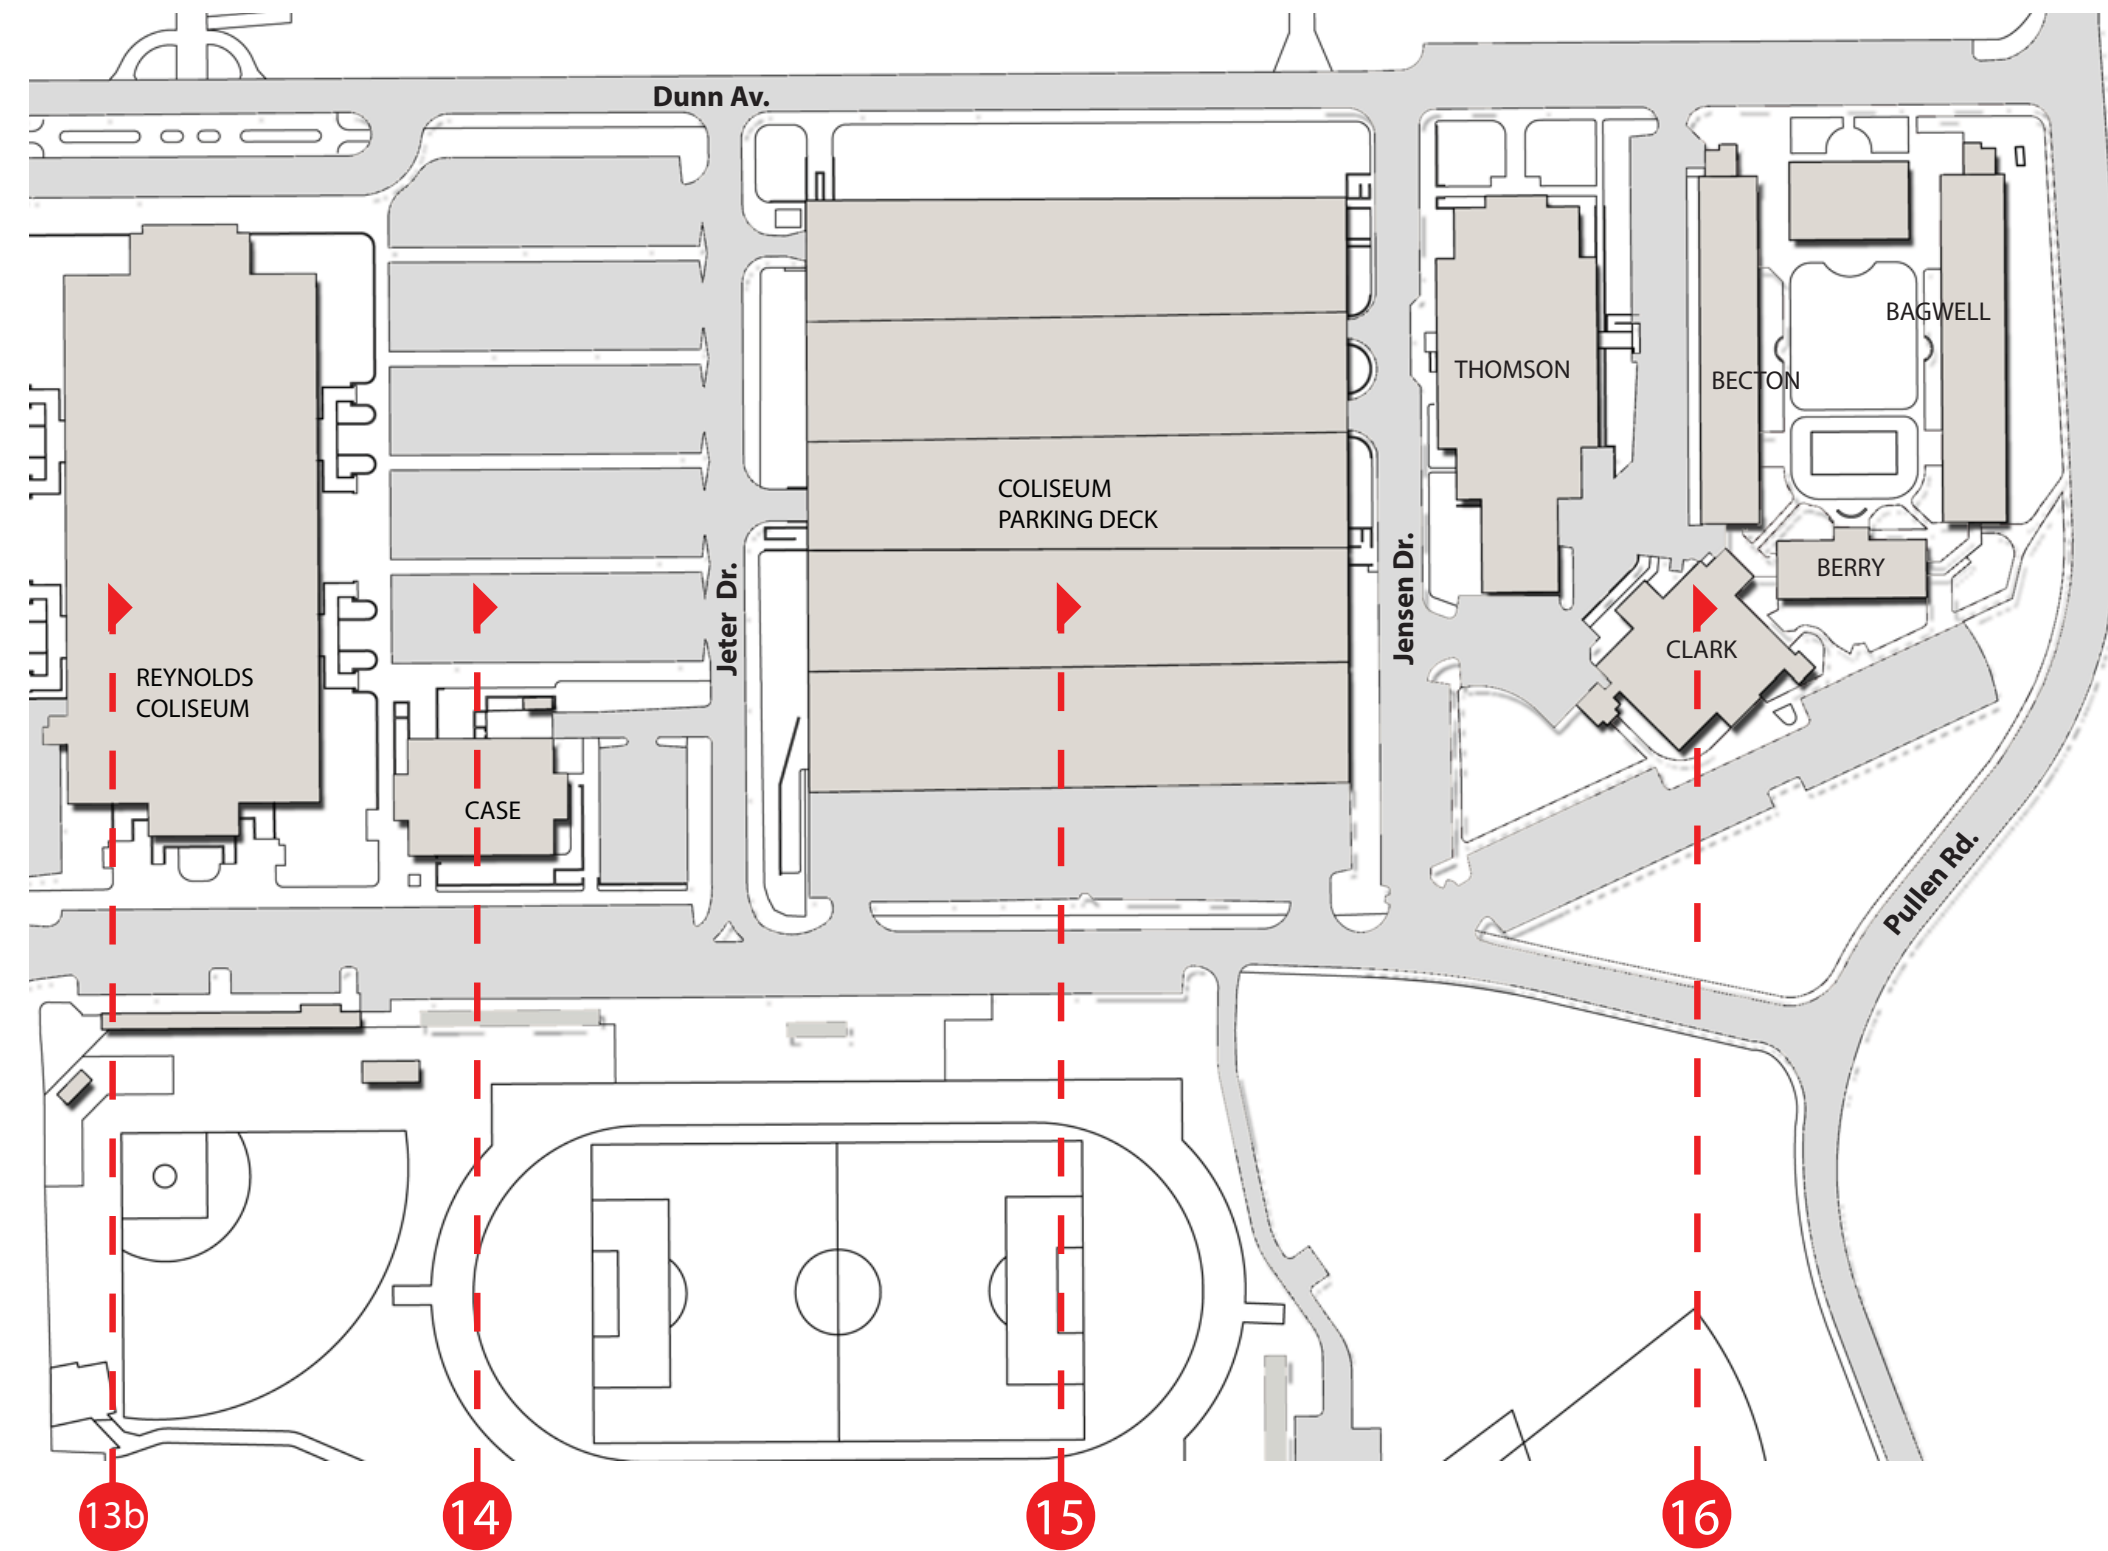 Dunn Av.
BAGWELL
THOMSON
BECTON
COLISEUM
PARKING DECK
BERRY
Jeter Dr.
Jensen Dr.
CLARK
REYNOLDS
COLISEUM
CASE
Pullen Rd.
13b
14
15
16